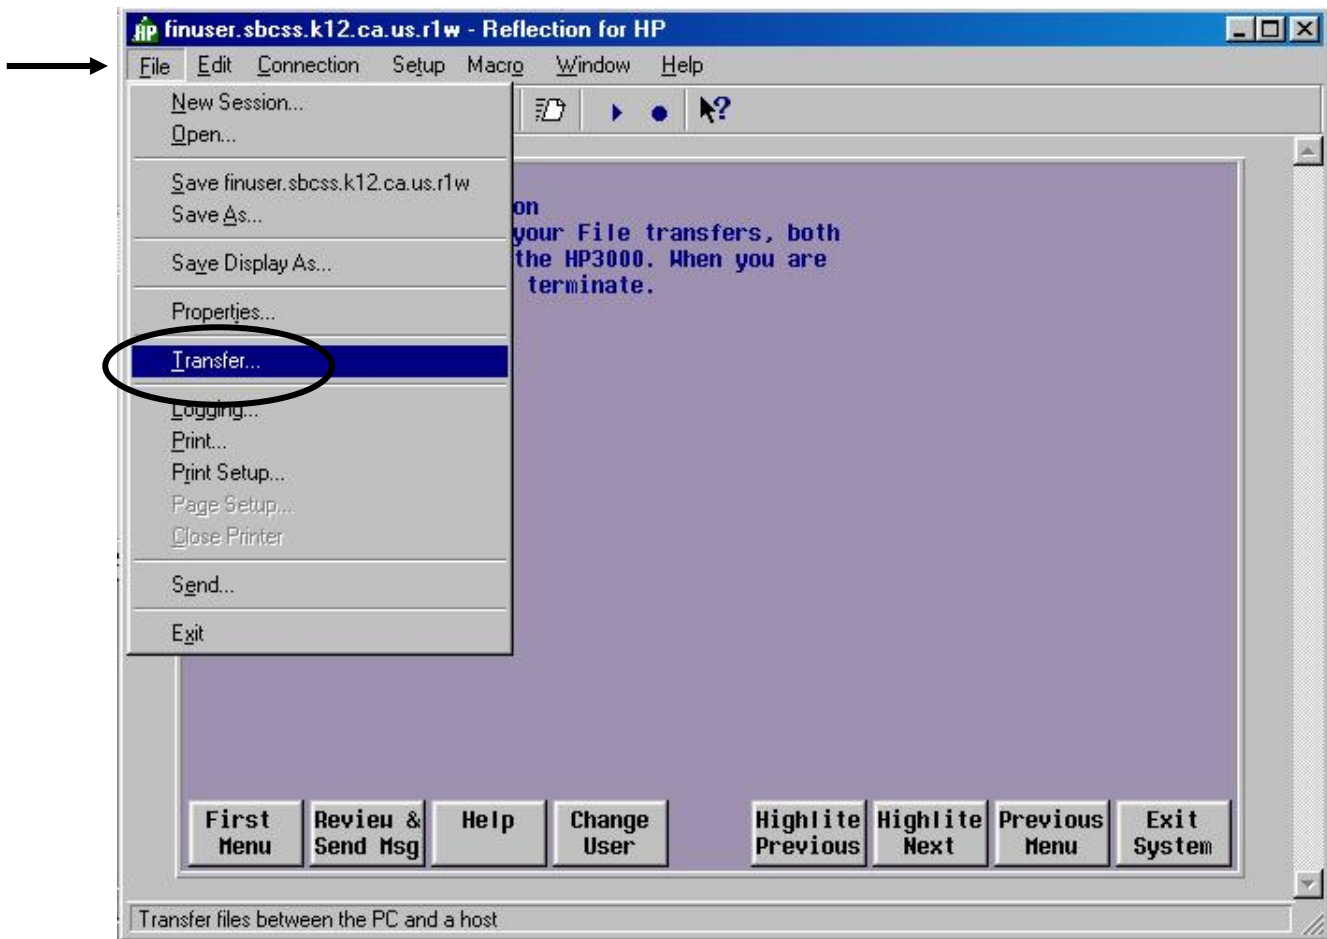 HP finuser.sbcss.k12.ca.us.r1w - Reflection for HP
File Edit Connection Setup Macro Window Help
New Session...
Open...
Save finuser.sbcss.k12.ca.us.r1w
Save As...
Save Display As...
Properties...
Transfer...
Logging...
Print...
Print Setup...
Page Setup...
Close Printer
Send...
Exit
on
your File transfers, both
the HP3000. When you are
terminate.
First Menu
Review & Send Msg
Help
Change User
Highlite Previous
Highlite Next
Previous Menu
Exit System
Transfer files between the PC and a host